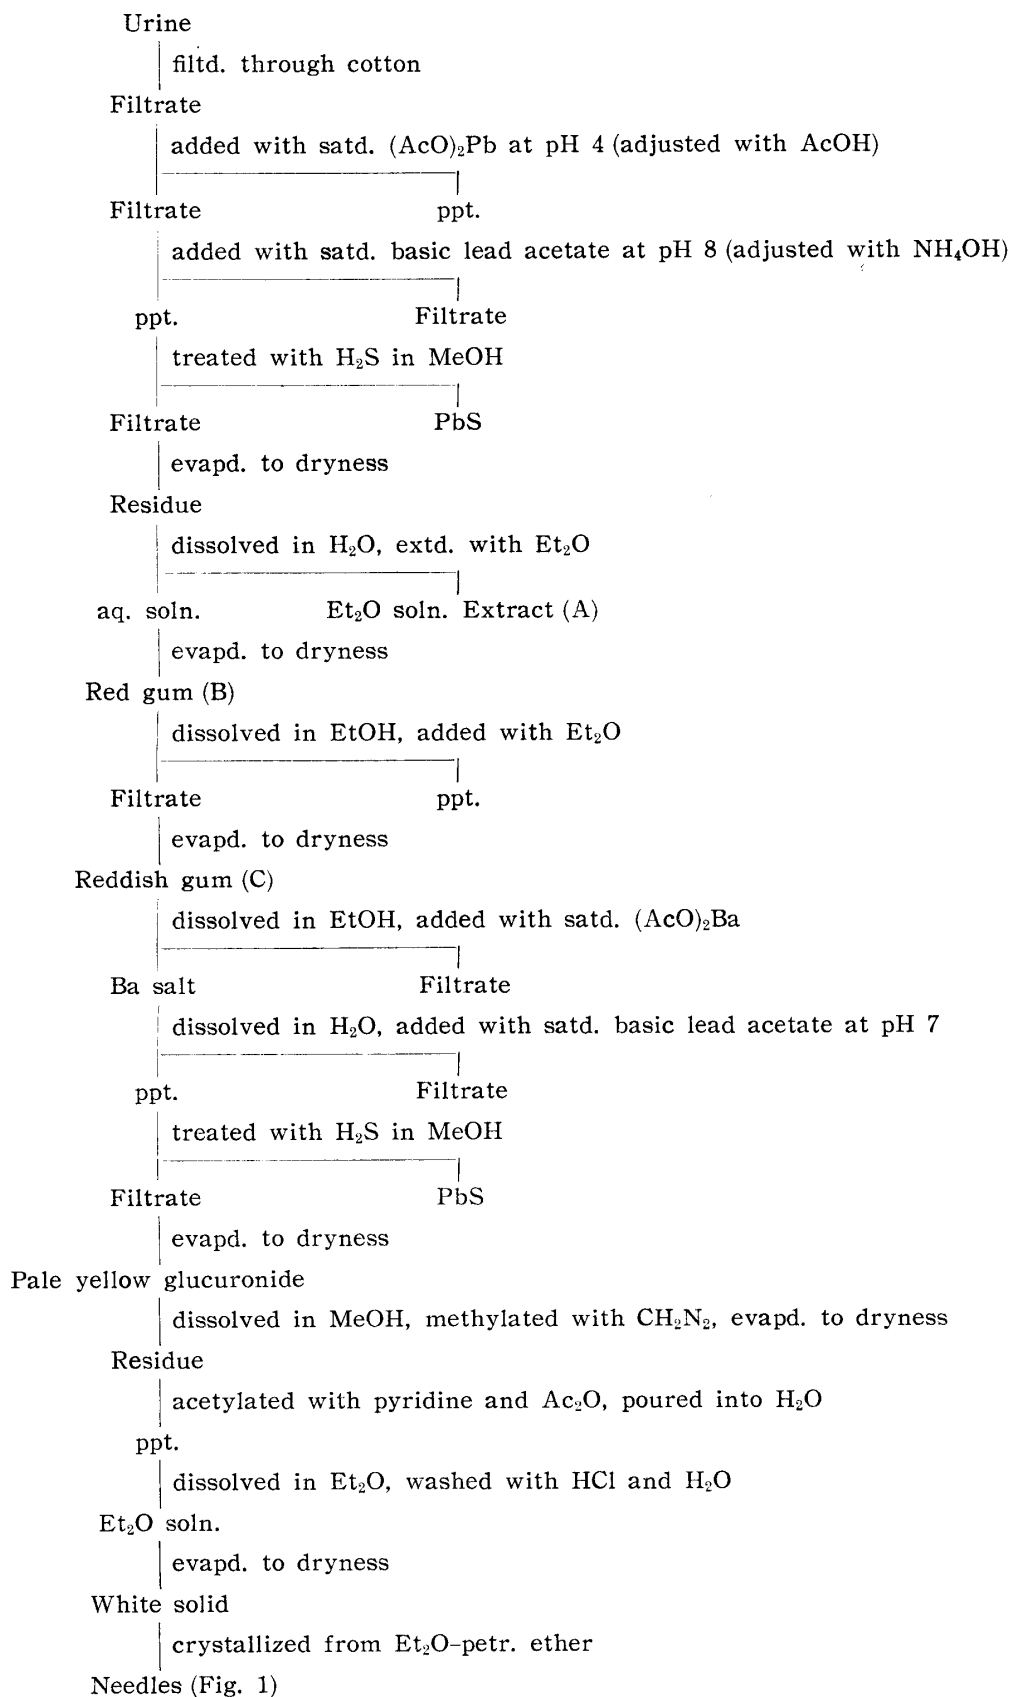 Urine
filtd. through cotton
Filtrate
added with satd. (AcO)₂Pb at pH 4 (adjusted with AcOH)
Filtrate ppt.
added with satd. basic lead acetate at pH 8 (adjusted with NH₄OH)
ppt. Filtrate
treated with H₂S in MeOH
Filtrate PbS
evapd. to dryness
Residue
dissolved in H₂O, extd. with Et₂O
aq. soln. Et₂O soln. Extract (A)
evapd. to dryness
Red gum (B)
dissolved in EtOH, added with Et₂O
Filtrate ppt.
evapd. to dryness
Reddish gum (C)
dissolved in EtOH, added with satd. (AcO)₂Ba
Ba salt Filtrate
dissolved in H₂O, added with satd. basic lead acetate at pH 7
ppt. Filtrate
treated with H₂S in MeOH
Filtrate PbS
evapd. to dryness
Pale yellow glucuronide
dissolved in MeOH, methylated with CH₂N₂, evapd. to dryness
Residue
acetylated with pyridine and Ac₂O, poured into H₂O
ppt.
dissolved in Et₂O, washed with HCl and H₂O
Et₂O soln.
evapd. to dryness
White solid
crystallized from Et₂O-petr. ether
Needles (Fig. 1)